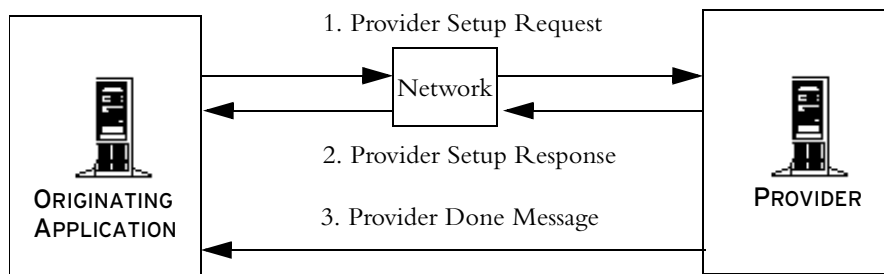 1. Provider Setup Request
Network
2. Provider Setup Response
ORIGINATING
APPLICATION
PROVIDER
3. Provider Done Message